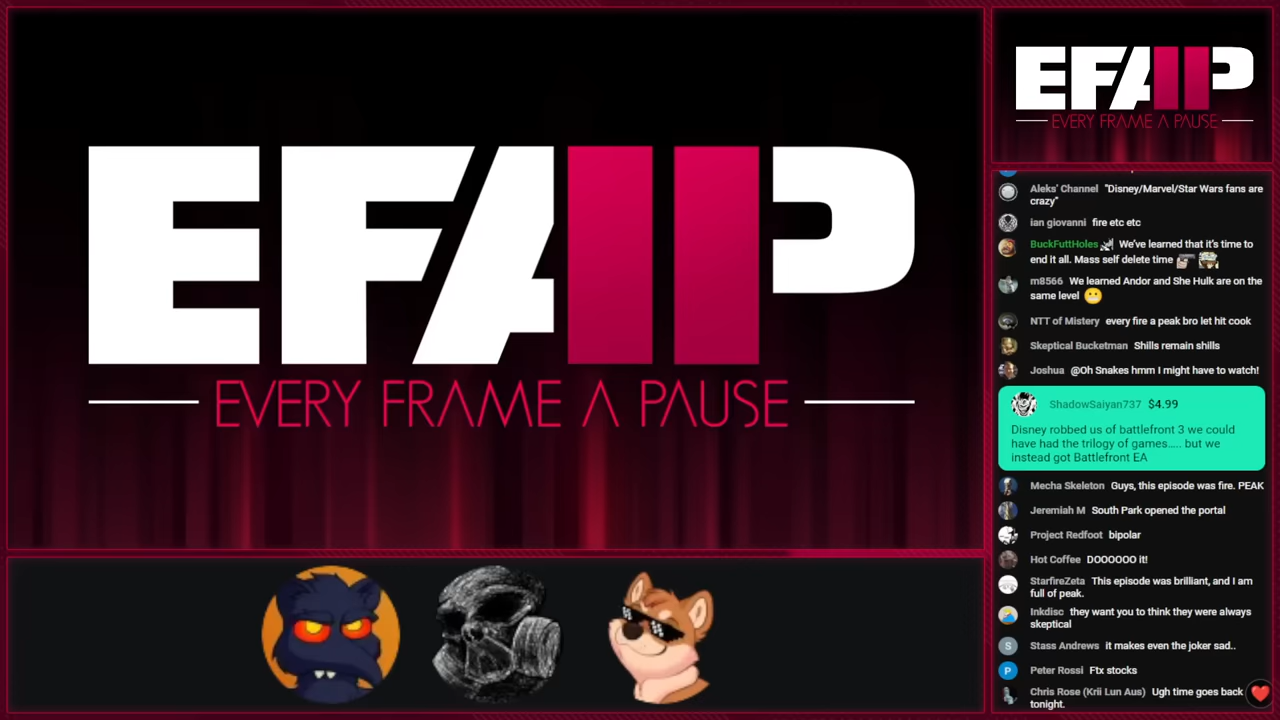 EFAP
EVERY FRAME A PAUSE
EFAP
EVERY FRAME A PAUSE
Aleks' Channel "Disney/Marvel/Star Wars fans are
crazy"
ian giovanni fire etc etc
BuckFuttHoles We've learned that it's time to
end it all. Mass self delete time
m8566 We learned Andor and She Hulk are on the
same level
NTT of Mistery every fire a peak bro let hit cook
Skeptical Bucketman Shills remain shills
Joshua @Oh Snakes hmm I might have to watch!
ShadowSaiyan737 $4.99
Disney robbed us of battlefront 3 we could
have had the trilogy of games..... but we
instead got Battlefront EA
Mecha Skeleton Guys, this episode was fire. PEAK
Jeremiah M South Park opened the portal
Project Redfoot bipolar
Hot Coffee DOOOOOO it!
StarfireZeta This episode was brilliant, and I am
full of peak.
Inkdisc they want you to think they were always
skeptical
S Stass Andrews it makes even the joker sad..
P Peter Rossi Ftx stocks
Chris Rose (Krii Lun Aus) Ugh time goes back
tonight.